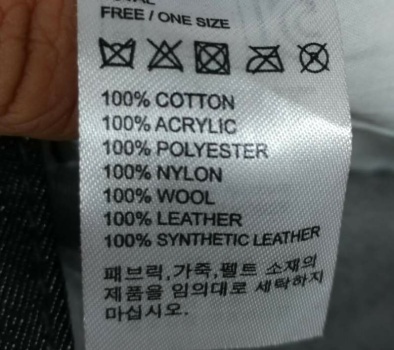 FREE / ONE SIZE
100% COTTON
100% ACRYLIC
100% POLYESTER
100% NYLON
100% WOOL
100% LEATHER
100% SYNTHETIC LEATHER
패브릭,가죽,펠트 소재의
제품을 임의대로 세탁하지
마십시오.